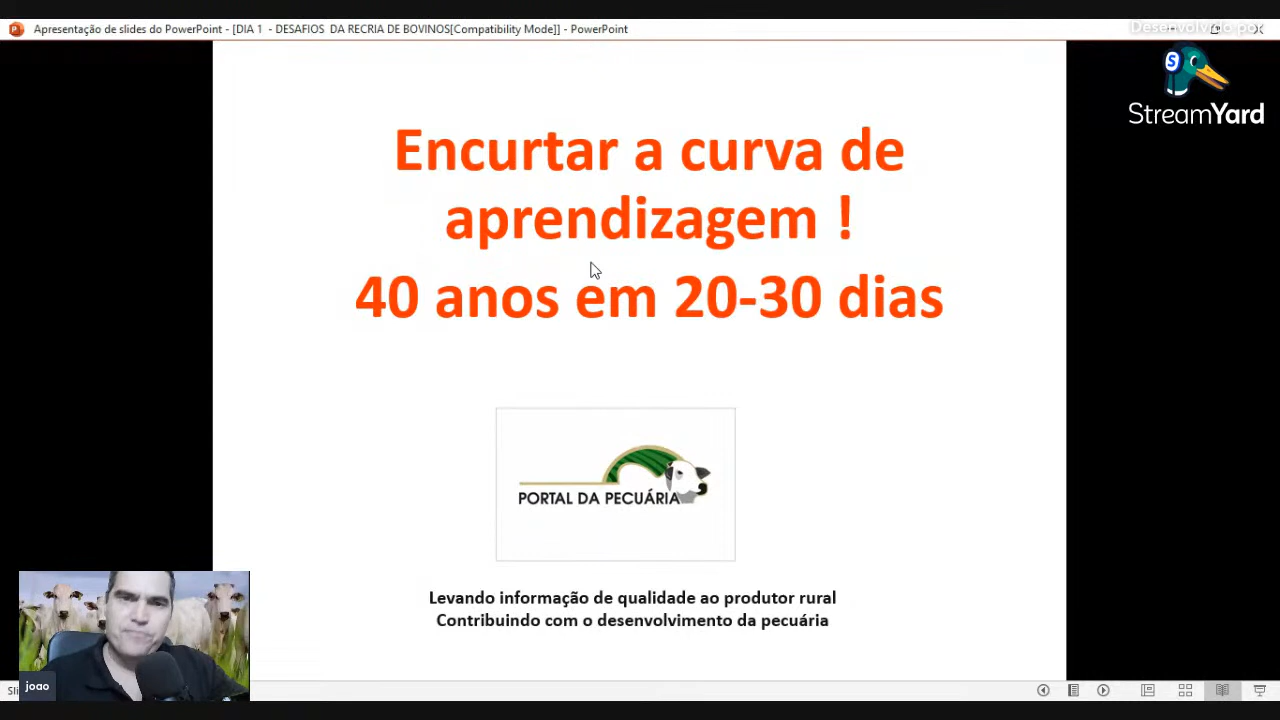 Apresentação de slides do PowerPoint - [DIA 1 - DESAFIOS DA RECRIA DE BOVINOS[Compatibility Mode]] - PowerPoint
Desenvolvido por
S
StreamYard
Encurtar a curva de
aprendizagem !
40 anos em 20-30 dias
PORTAL DA PECUÁRIA
Levando informação de qualidade ao produtor rural
Contribuindo com o desenvolvimento da pecuária
joao